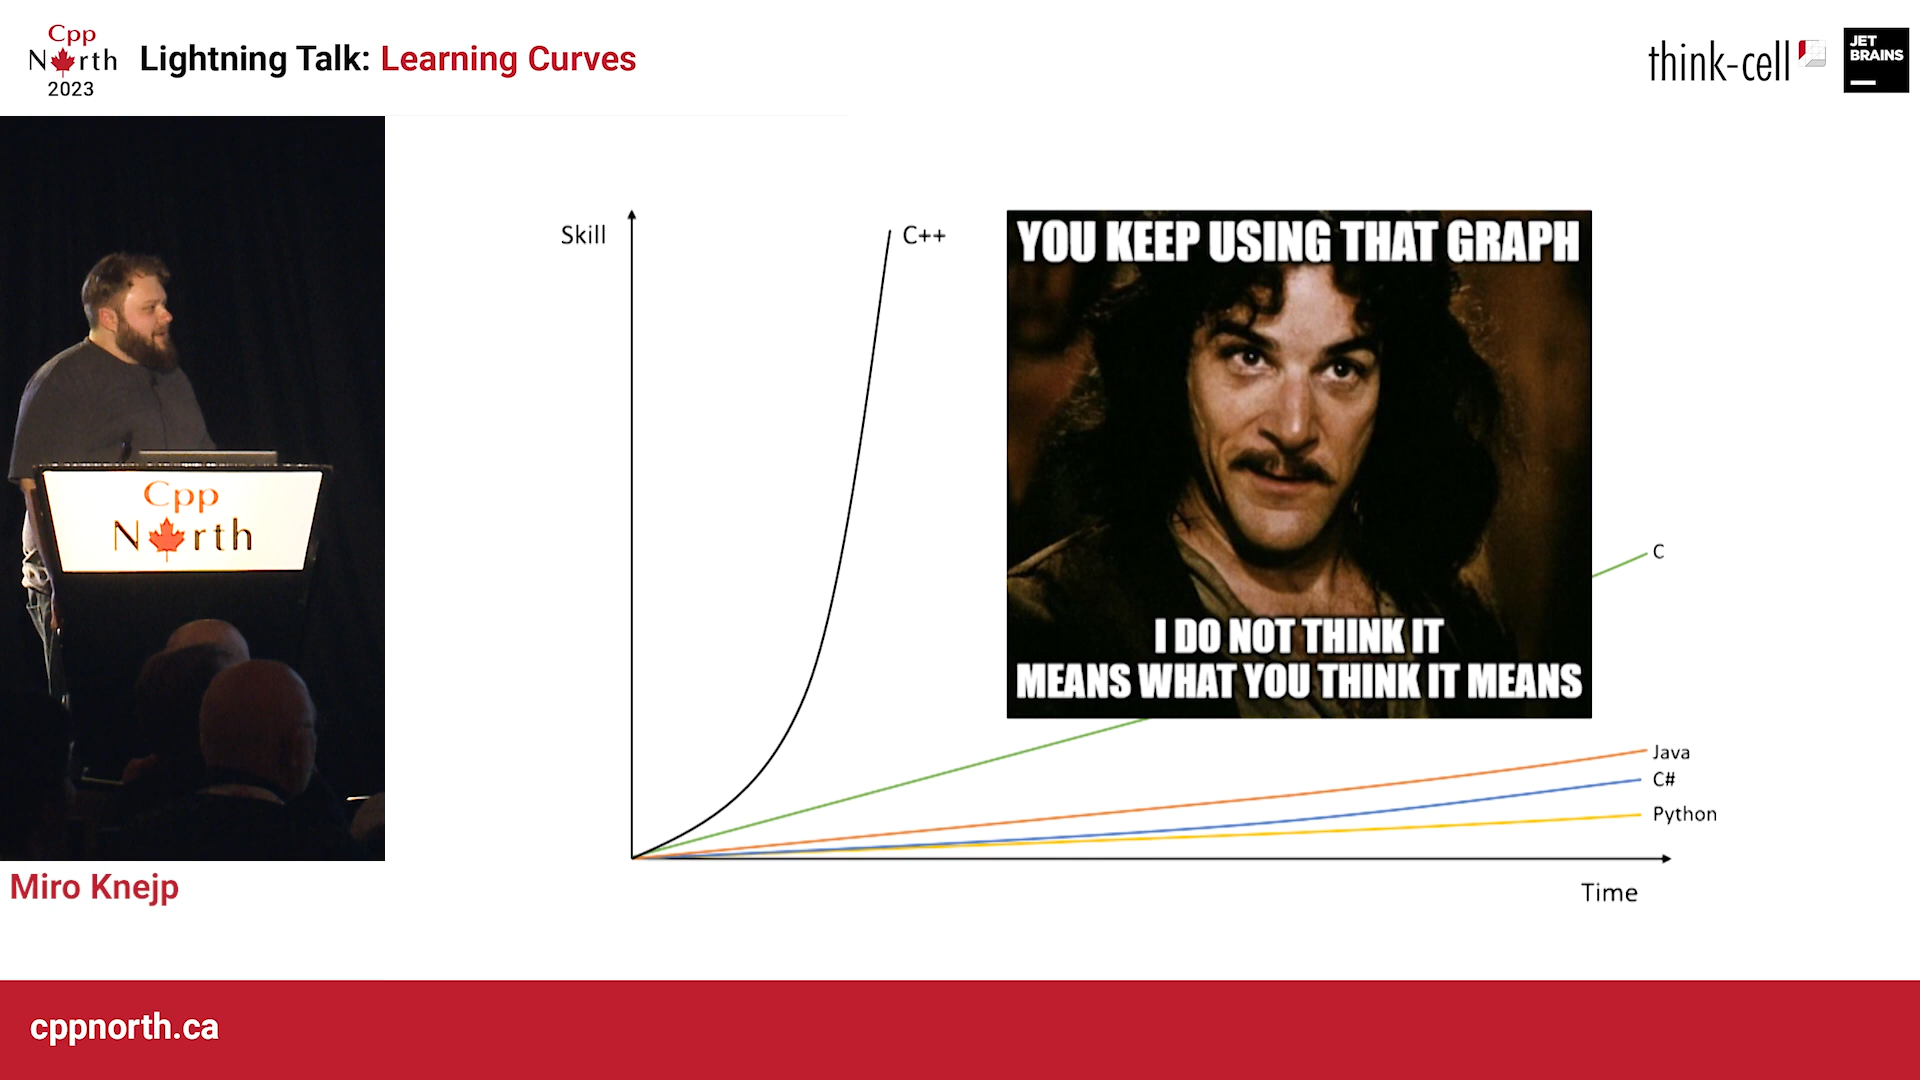 Cpp
North
2023
Lightning Talk: Learning Curves
think-cell
JET
BRAINS
Skill
C++
YOU KEEP USING THAT GRAPH
I DO NOT THINK IT
MEANS WHAT YOU THINK IT MEANS
C
Java
C#
Python
Time
Cpp
North
Miro Knejp
cppnorth.ca